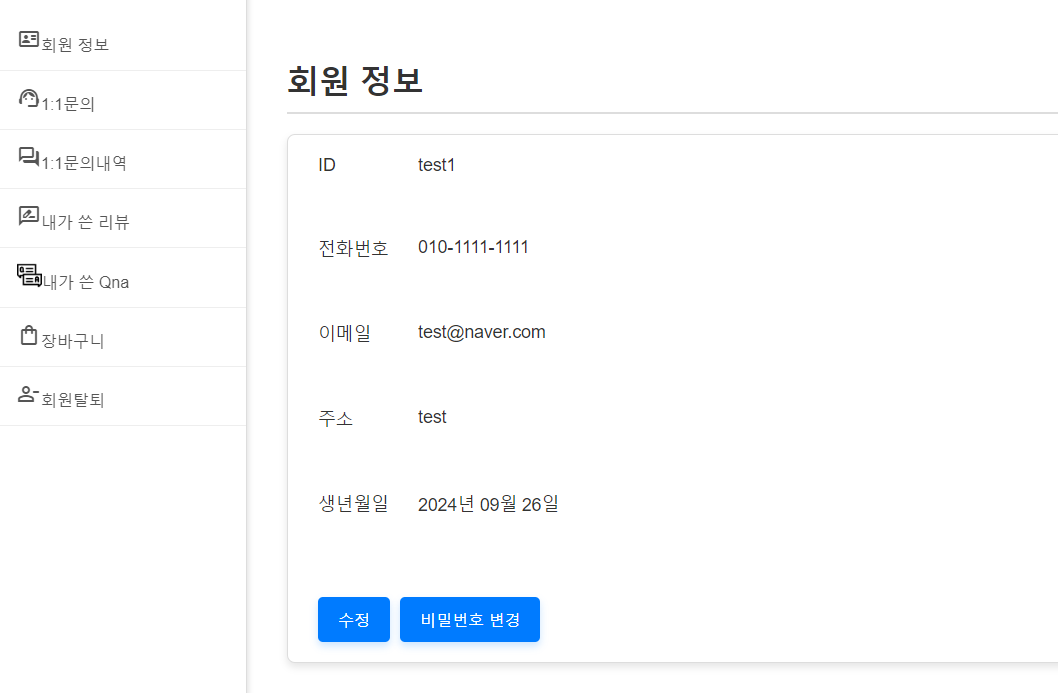 회원 정보
1:1문의
1:1문의내역
내가 쓴 리뷰
내가 쓴 Qna
장바구니
회원탈퇴
회원 정보
ID test1
전화번호 010-1111-1111
이메일 test@naver.com
주소 test
생년월일 2024년 09월 26일
수정 비밀번호 변경